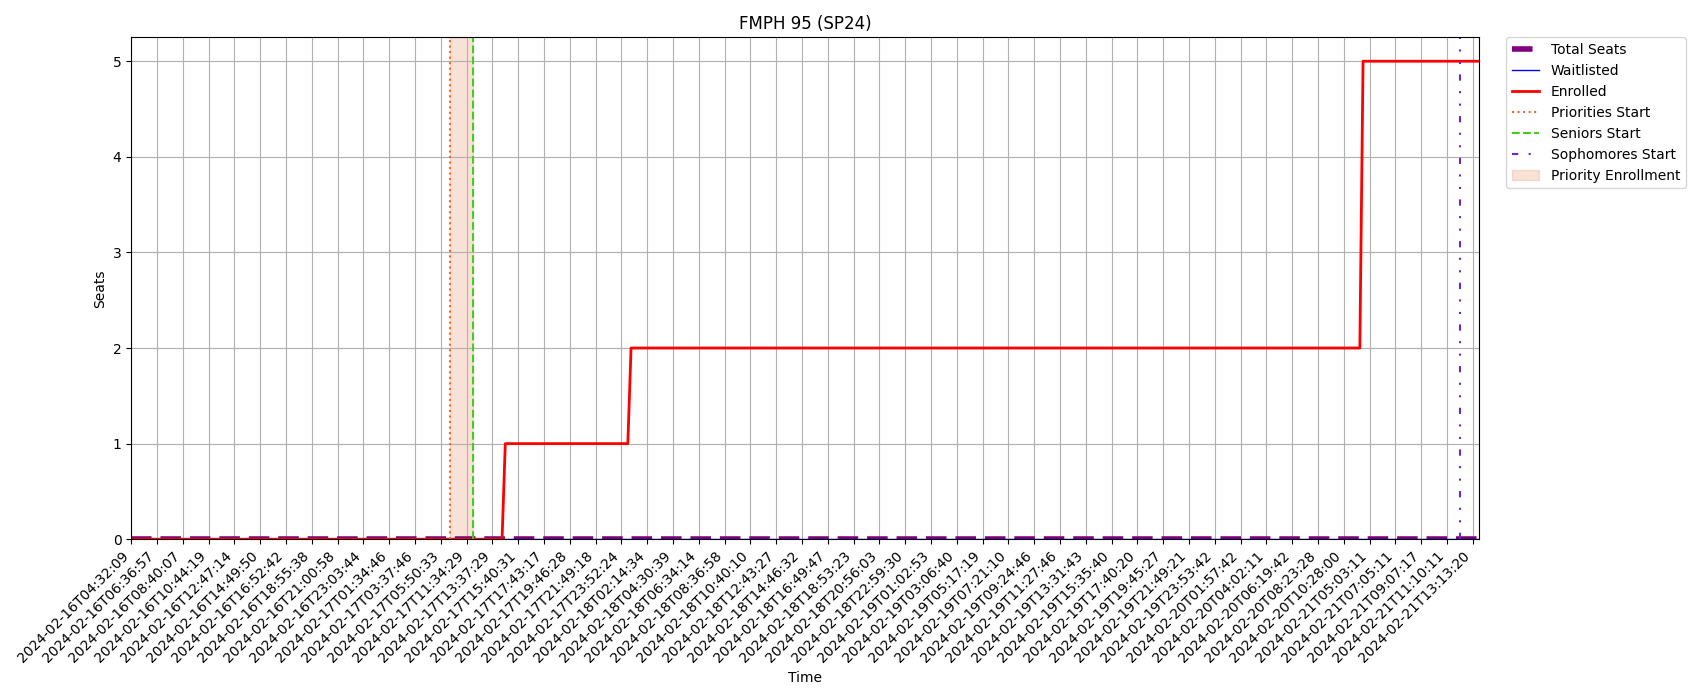 FMPH 95 (SP24)
Total Seats
Waitlisted
Enrolled
Priorities Start
Seniors Start
Sophomores Start
Priority Enrollment
Seats
5
4
3
2
1
0
2024-02-16T04:32:09
2024-02-16T06:36:57
2024-02-16T08:40:07
2024-02-16T10:44:19
2024-02-16T12:47:14
2024-02-16T14:49:50
2024-02-16T16:52:42
2024-02-16T18:55:38
2024-02-16T21:00:58
2024-02-16T23:03:44
2024-02-17T01:34:46
2024-02-17T03:37:46
2024-02-17T05:50:33
2024-02-17T11:34:29
2024-02-17T13:37:29
2024-02-17T15:40:31
2024-02-17T17:43:17
2024-02-17T19:46:28
2024-02-17T21:49:18
2024-02-17T23:52:24
2024-02-18T02:14:34
2024-02-18T04:30:39
2024-02-18T06:34:14
2024-02-18T08:36:58
2024-02-18T10:40:10
2024-02-18T12:43:27
2024-02-18T14:46:32
2024-02-18T16:49:47
2024-02-18T18:53:23
2024-02-18T20:56:03
2024-02-18T22:59:30
2024-02-19T01:02:53
2024-02-19T03:06:40
2024-02-19T05:17:19
2024-02-19T07:21:10
2024-02-19T09:24:46
2024-02-19T11:27:46
2024-02-19T13:31:43
2024-02-19T15:35:40
2024-02-19T17:40:20
2024-02-19T19:45:27
2024-02-19T21:49:21
2024-02-19T23:53:42
2024-02-20T01:57:42
2024-02-20T04:02:11
2024-02-20T06:19:42
2024-02-20T08:23:28
2024-02-20T10:28:00
2024-02-21T05:03:11
2024-02-21T07:05:11
2024-02-21T09:07:17
2024-02-21T11:10:11
2024-02-21T13:13:20
Time